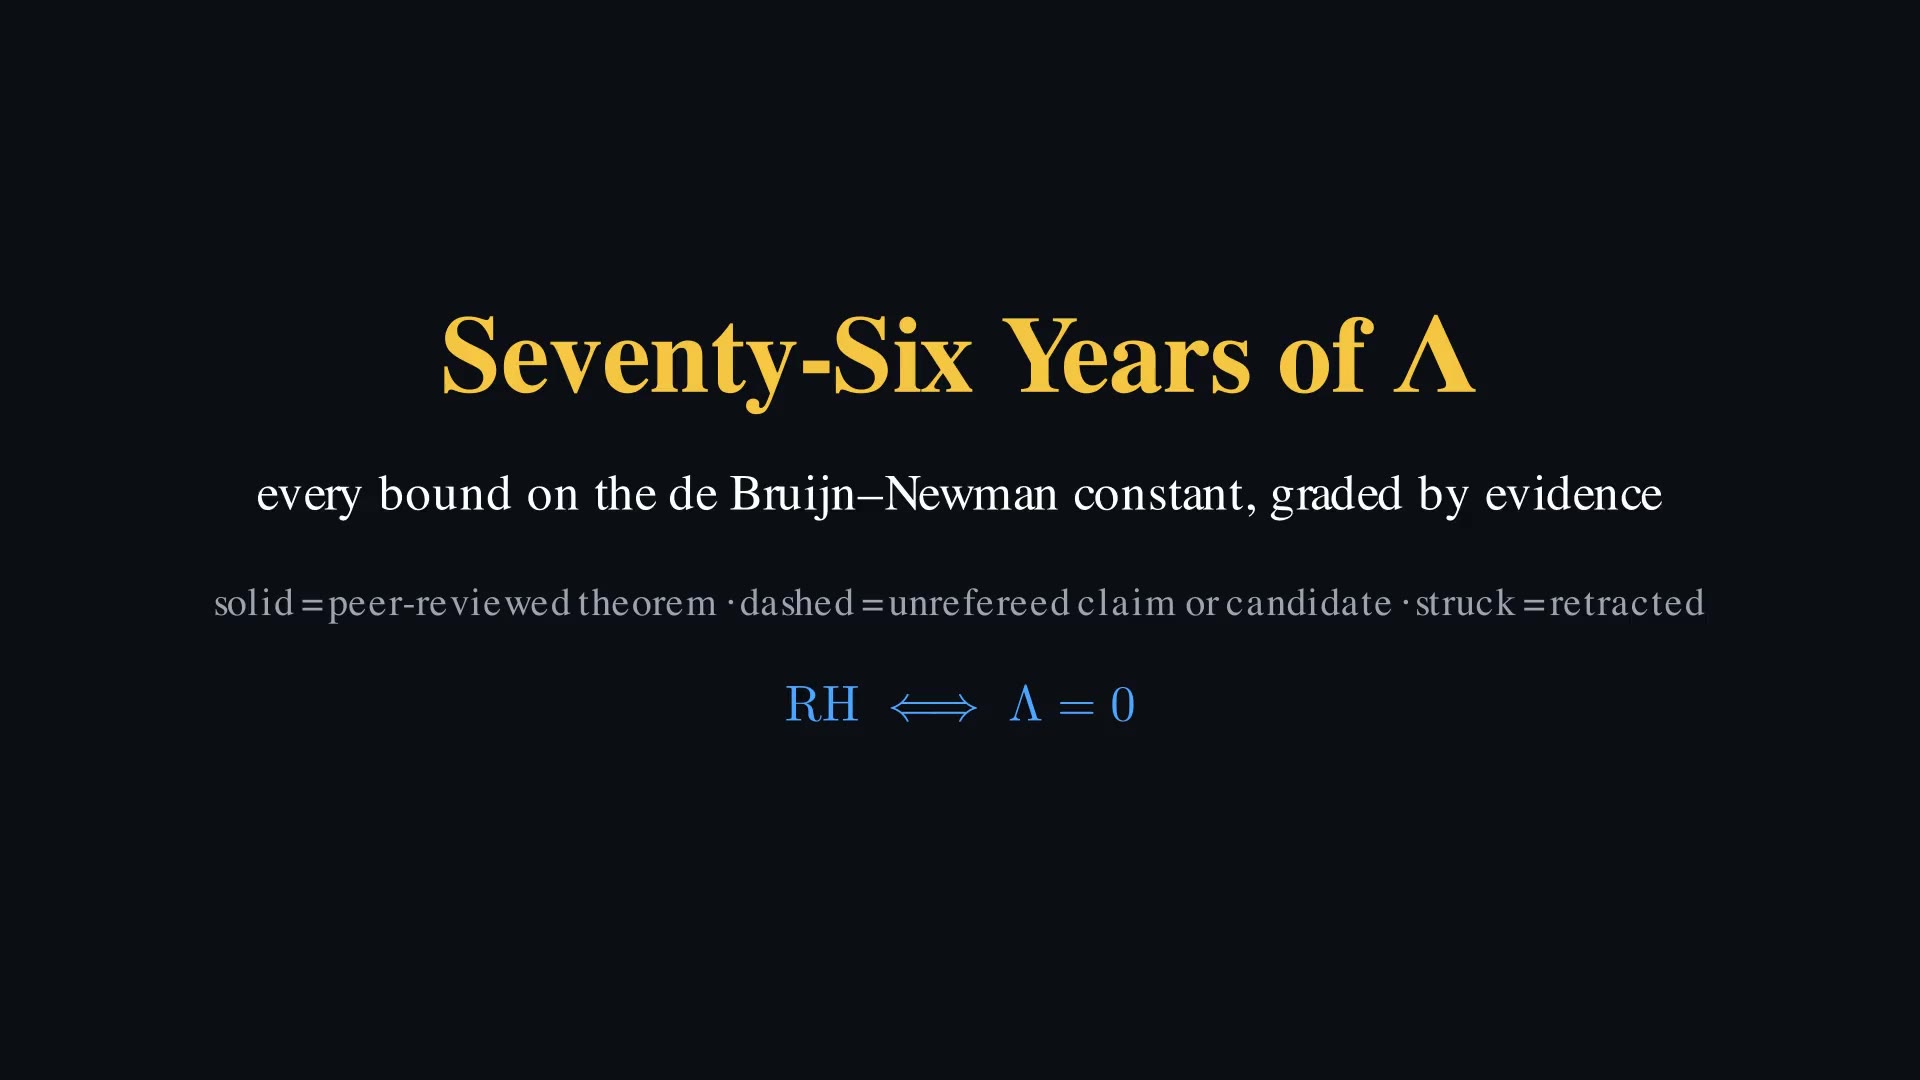 Seventy-Six Years of Λ
every bound on the de Bruijn–Newman constant, graded by evidence
solid = peer-reviewed theorem · dashed = unrefereed claim or candidate · struck = retracted
RH ⟺ Λ = 0